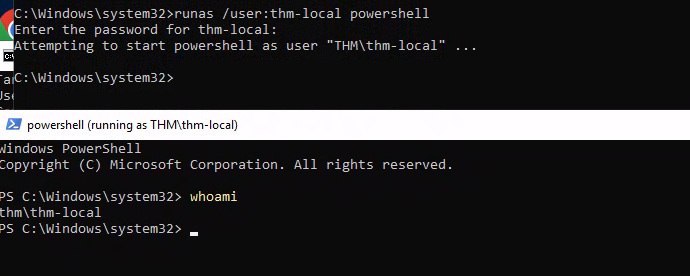 C:\Windows\system32>runas /user:thm-local powershell
Enter the password for thm-local:
Attempting to start powershell as user "THM\thm-local" ...
C:\Windows\system32>
powershell (running as THM\thm-local)
Windows PowerShell
Copyright (C) Microsoft Corporation. All rights reserved.
PS C:\Windows\system32> whoami
thm\thm-local
PS C:\Windows\system32>